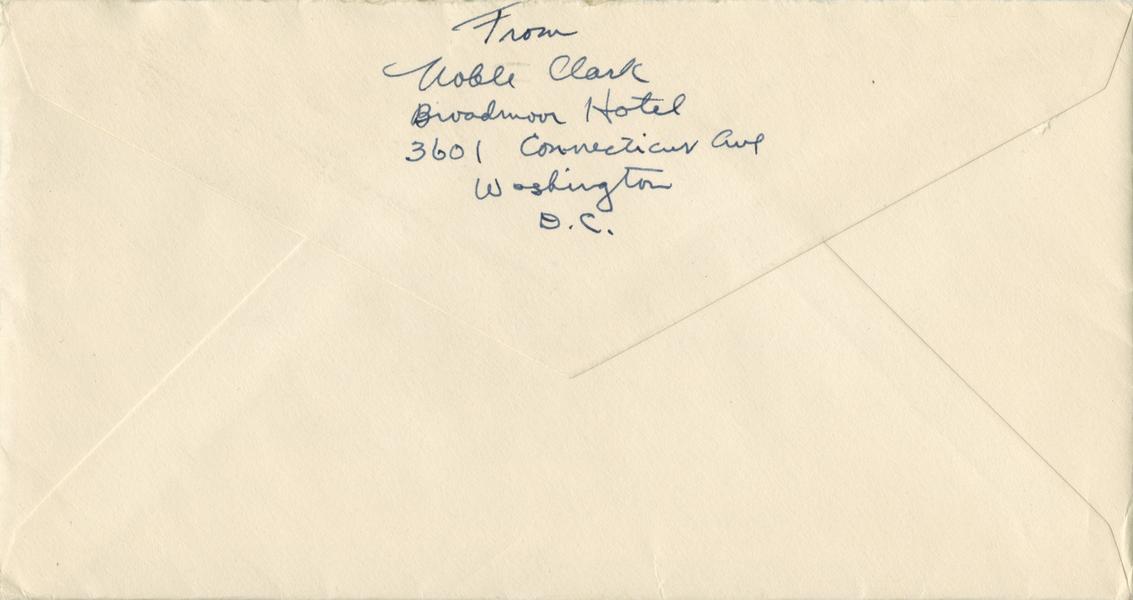 From
Noble Clark
Broadmoor Hotel
3601 Connecticut Ave
Washington
D.C.